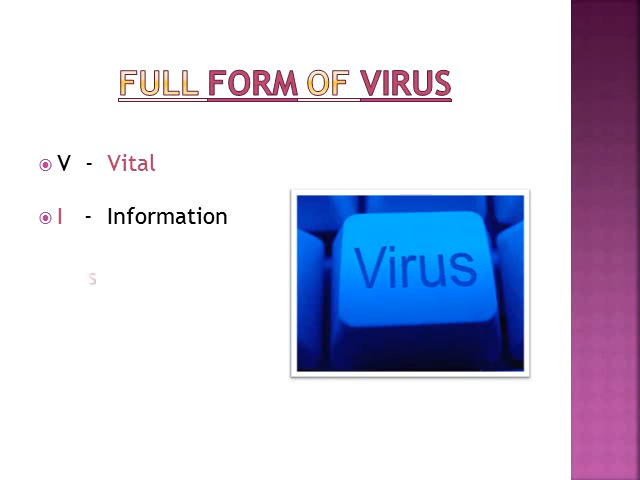 FULL FORM OF VIRUS
V - Vital
I - Information
s
Virus